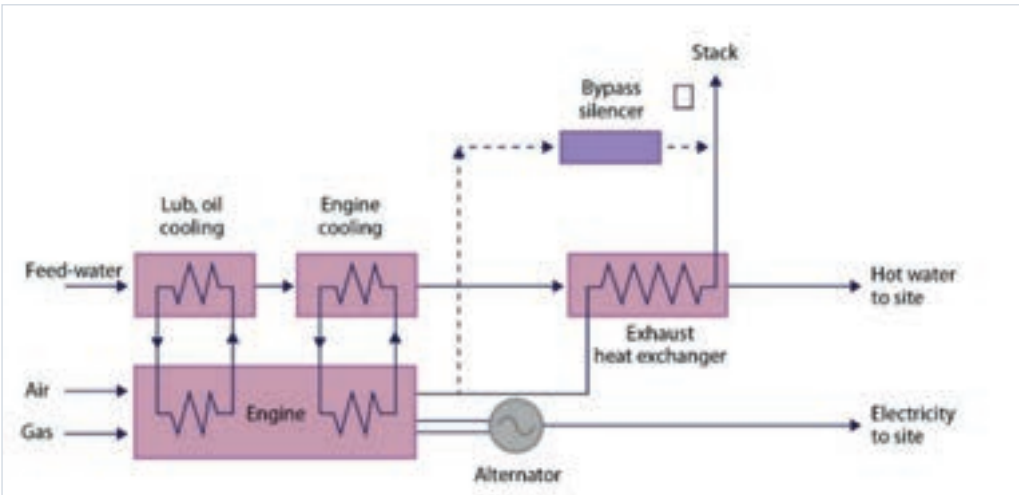 Stack
Bypass
silencer
Lub, oil
cooling
Engine
cooling
Feed-water
Hot water
to site
Exhaust
heat exchanger
Air
Engine
Gas
Electricity
to site
Alternator